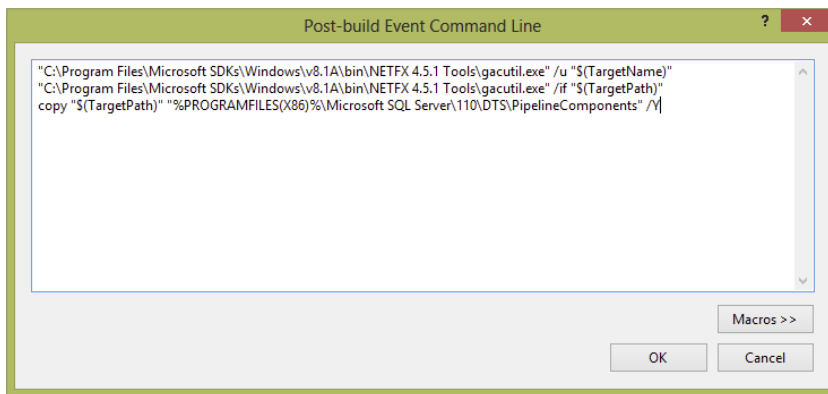 Post-build Event Command Line
?
×
"C:\Program Files\Microsoft SDKs\Windows\v8.1A\bin\NETFX 4.5.1 Tools\gacutil.exe" /u "$(TargetName)"
"C:\Program Files\Microsoft SDKs\Windows\v8.1A\bin\NETFX 4.5.1 Tools\gacutil.exe" /if "$(TargetPath)"
copy "$(TargetPath)" "%PROGRAMFILES(X86)%\Microsoft SQL Server\110\DTS\PipelineComponents" /Y
Macros >>
OK
Cancel